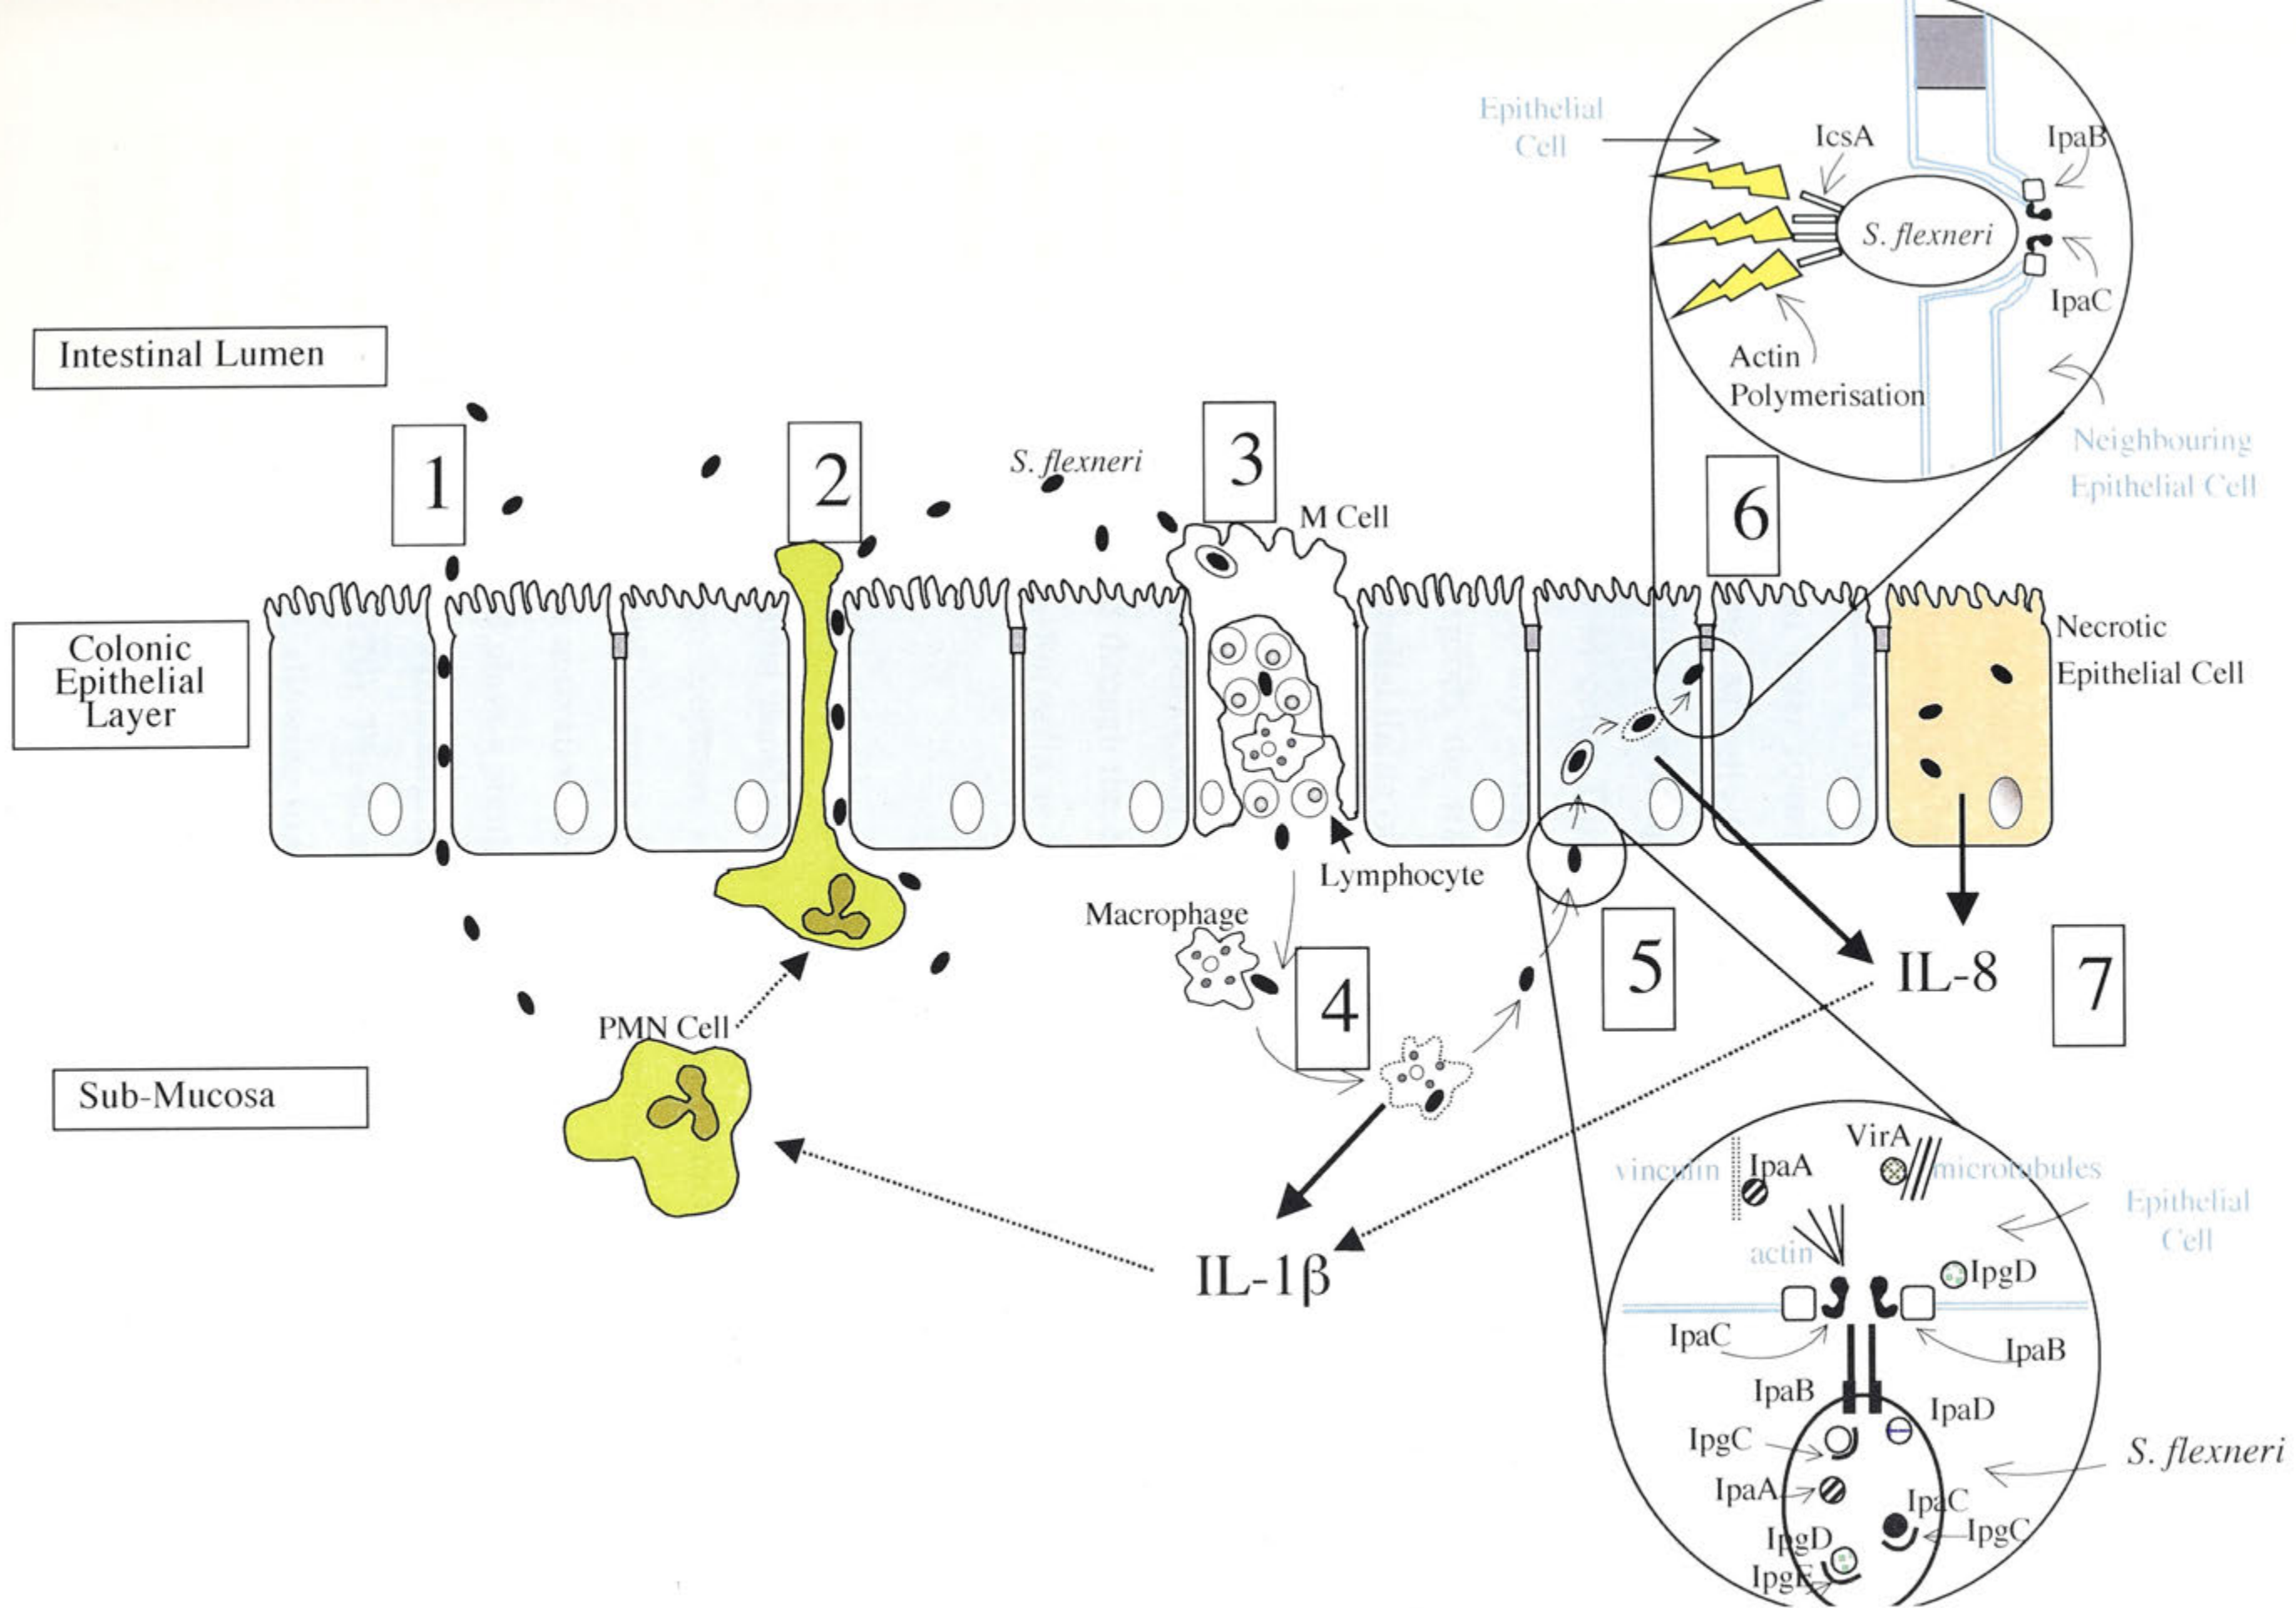 Epithelial
Cell
IcsA
IpaB
S. flexneri
IpaC
Actin
Polymerisation
Neighbouring
Epithelial Cell
Intestinal Lumen
1
2
S. flexneri
3
M Cell
6
Colonic
Epithelial
Layer
Necrotic
Epithelial Cell
Lymphocyte
Macrophage
4
5
IL-8
7
PMN Cell
Sub-Mucosa
IL-1β
vinculin
IpaA
VirA
microtubules
Epithelial
Cell
actin
IpgD
IpaC
IpaB
IpaB
IpaD
IpgC
S. flexneri
IpaA
IpaC
IpgC
IpgD
IpgE